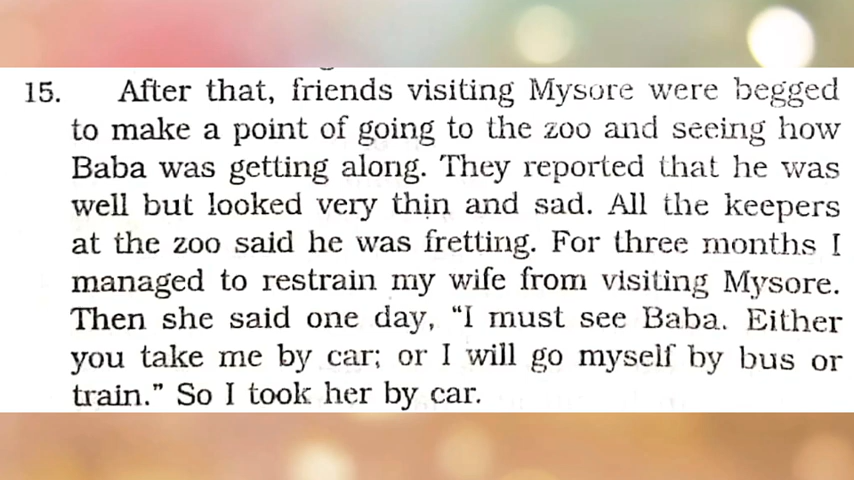 15. After that, friends visiting Mysore were begged
to make a point of going to the zoo and seeing how
Baba was getting along. They reported that he was
well but looked very thin and sad. All the keepers
at the zoo said he was fretting. For three months I
managed to restrain my wife from visiting Mysore.
Then she said one day, “I must see Baba. Either
you take me by car; or I will go myself by bus or
train.” So I took her by car.